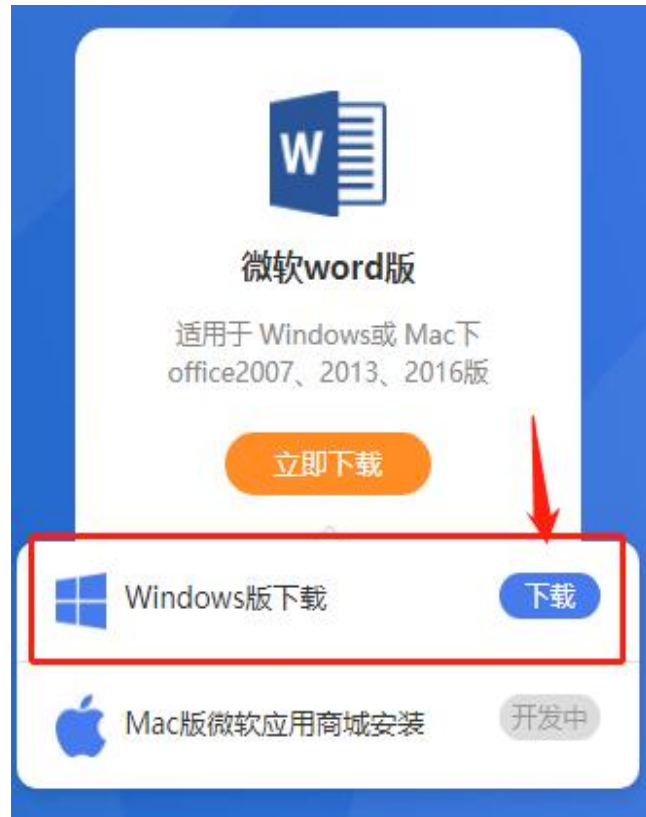 W
微软word版
适用于 Windows或 Mac下
office2007、2013、2016版
立即下载
Windows版下载
下载
Mac版微软应用商城安装
开发中